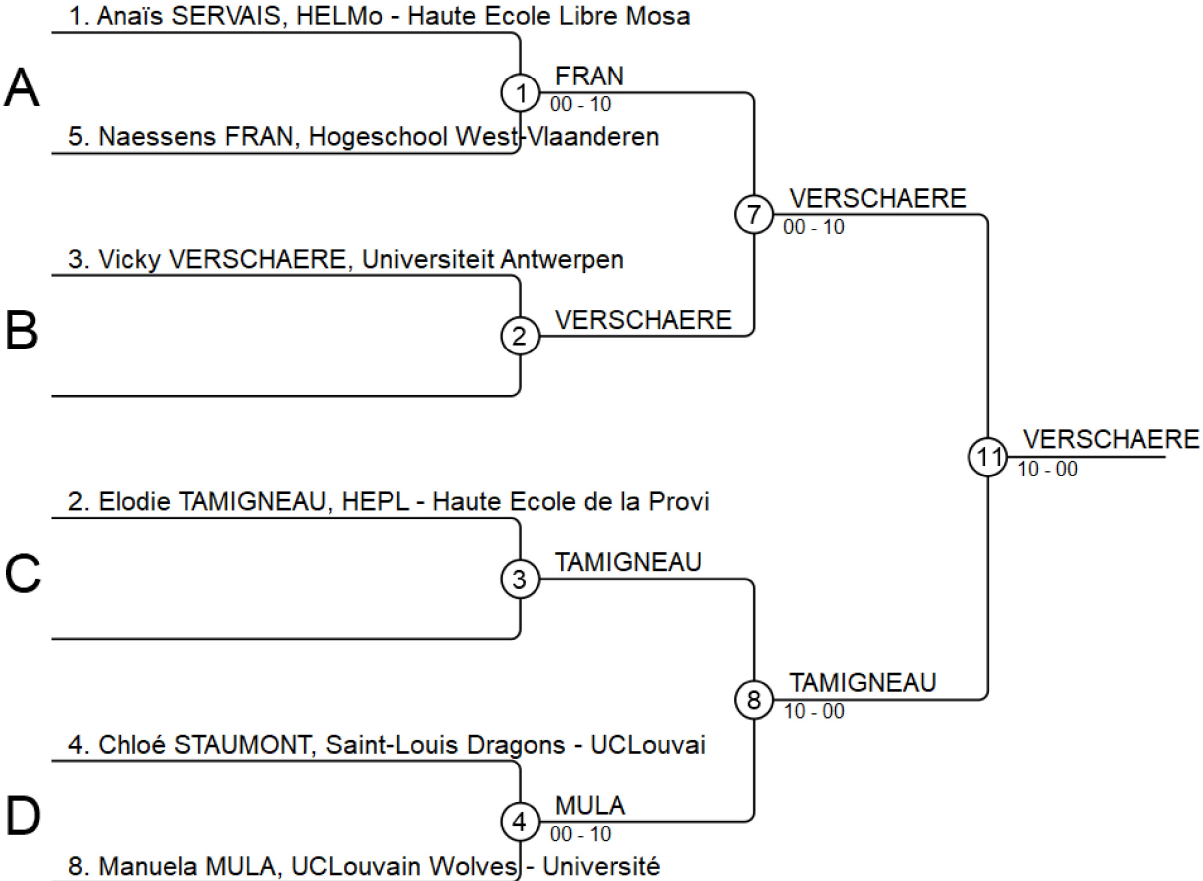 1. Anaïs SERVAIS, HELMo - Haute Ecole Libre Mosa
A
1
FRAN
00 - 10
5. Naessens FRAN, Hogeschool West-Vlaanderen
7
VERSCHAERE
00 - 10
3. Vicky VERSCHAERE, Universiteit Antwerpen
B
2
VERSCHAERE
11
VERSCHAERE
10 - 00
2. Elodie TAMIGNEAU, HEPL - Haute Ecole de la Provi
C
3
TAMIGNEAU
8
TAMIGNEAU
10 - 00
4. Chloé STAUMONT, Saint-Louis Dragons - UCLouvai
D
4
MULA
00 - 10
8. Manuela MULA, UCLouvain Wolves - Université